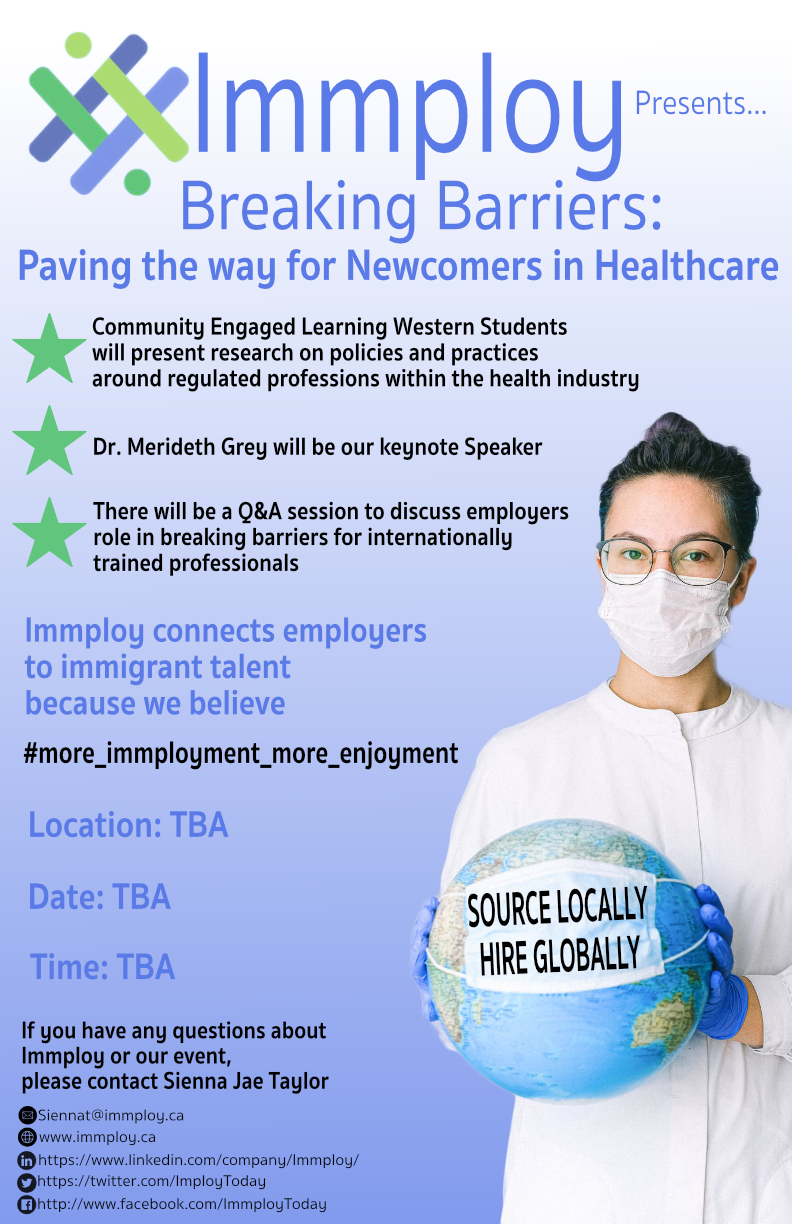 Immploy Presents...
Breaking Barriers:
Paving the way for Newcomers in Healthcare
Community Engaged Learning Western Students
will present research on policies and practices
around regulated professions within the health industry
Dr. Merideth Grey will be our keynote Speaker
There will be a Q&A session to discuss employers
role in breaking barriers for internationally
trained professionals
Immploy connects employers
to immigrant talent
because we believe
#more_immployment_more_enjoyment
Location: TBA
Date: TBA
Time: TBA
SOURCE LOCALLY
HIRE GLOBALLY
If you have any questions about
Immploy or our event,
please contact Sienna Jae Taylor
Siennat@immploy.ca
www.immploy.ca
https://www.linkedin.com/company/Immploy/
https://twitter.com/ImployToday
http://www.facebook.com/ImmployToday